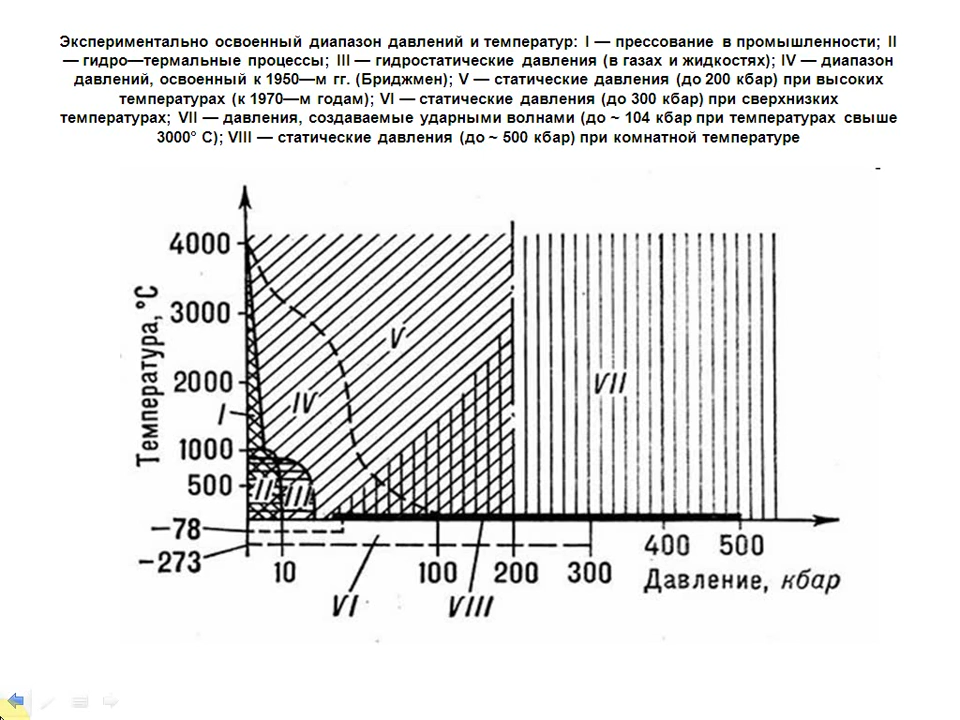 Экспериментально освоенный диапазон давлений и температур: I — прессование в промышленности; II
— гидро—термальные процессы; III — гидростатические давления (в газах и жидкостях); IV — диапазон
давлений, освоенный к 1950—м гг. (Бриджмен); V — статические давления (до 200 кбар) при высоких
температурах (к 1970—м годам); VI — статические давления (до 300 кбар) при сверхнизких
температурах; VII — давления, создаваемые ударными волнами (до ~ 104 кбар при температурах свыше
3000° С); VIII — статические давления (до ~ 500 кбар) при комнатной температуре
-
Температура, °С
4000
3000
2000
1000
500
−78
−273
I
II
III
IV
V
VII
10
100
200
300
400
500
Давление, кбар
VI
VIII